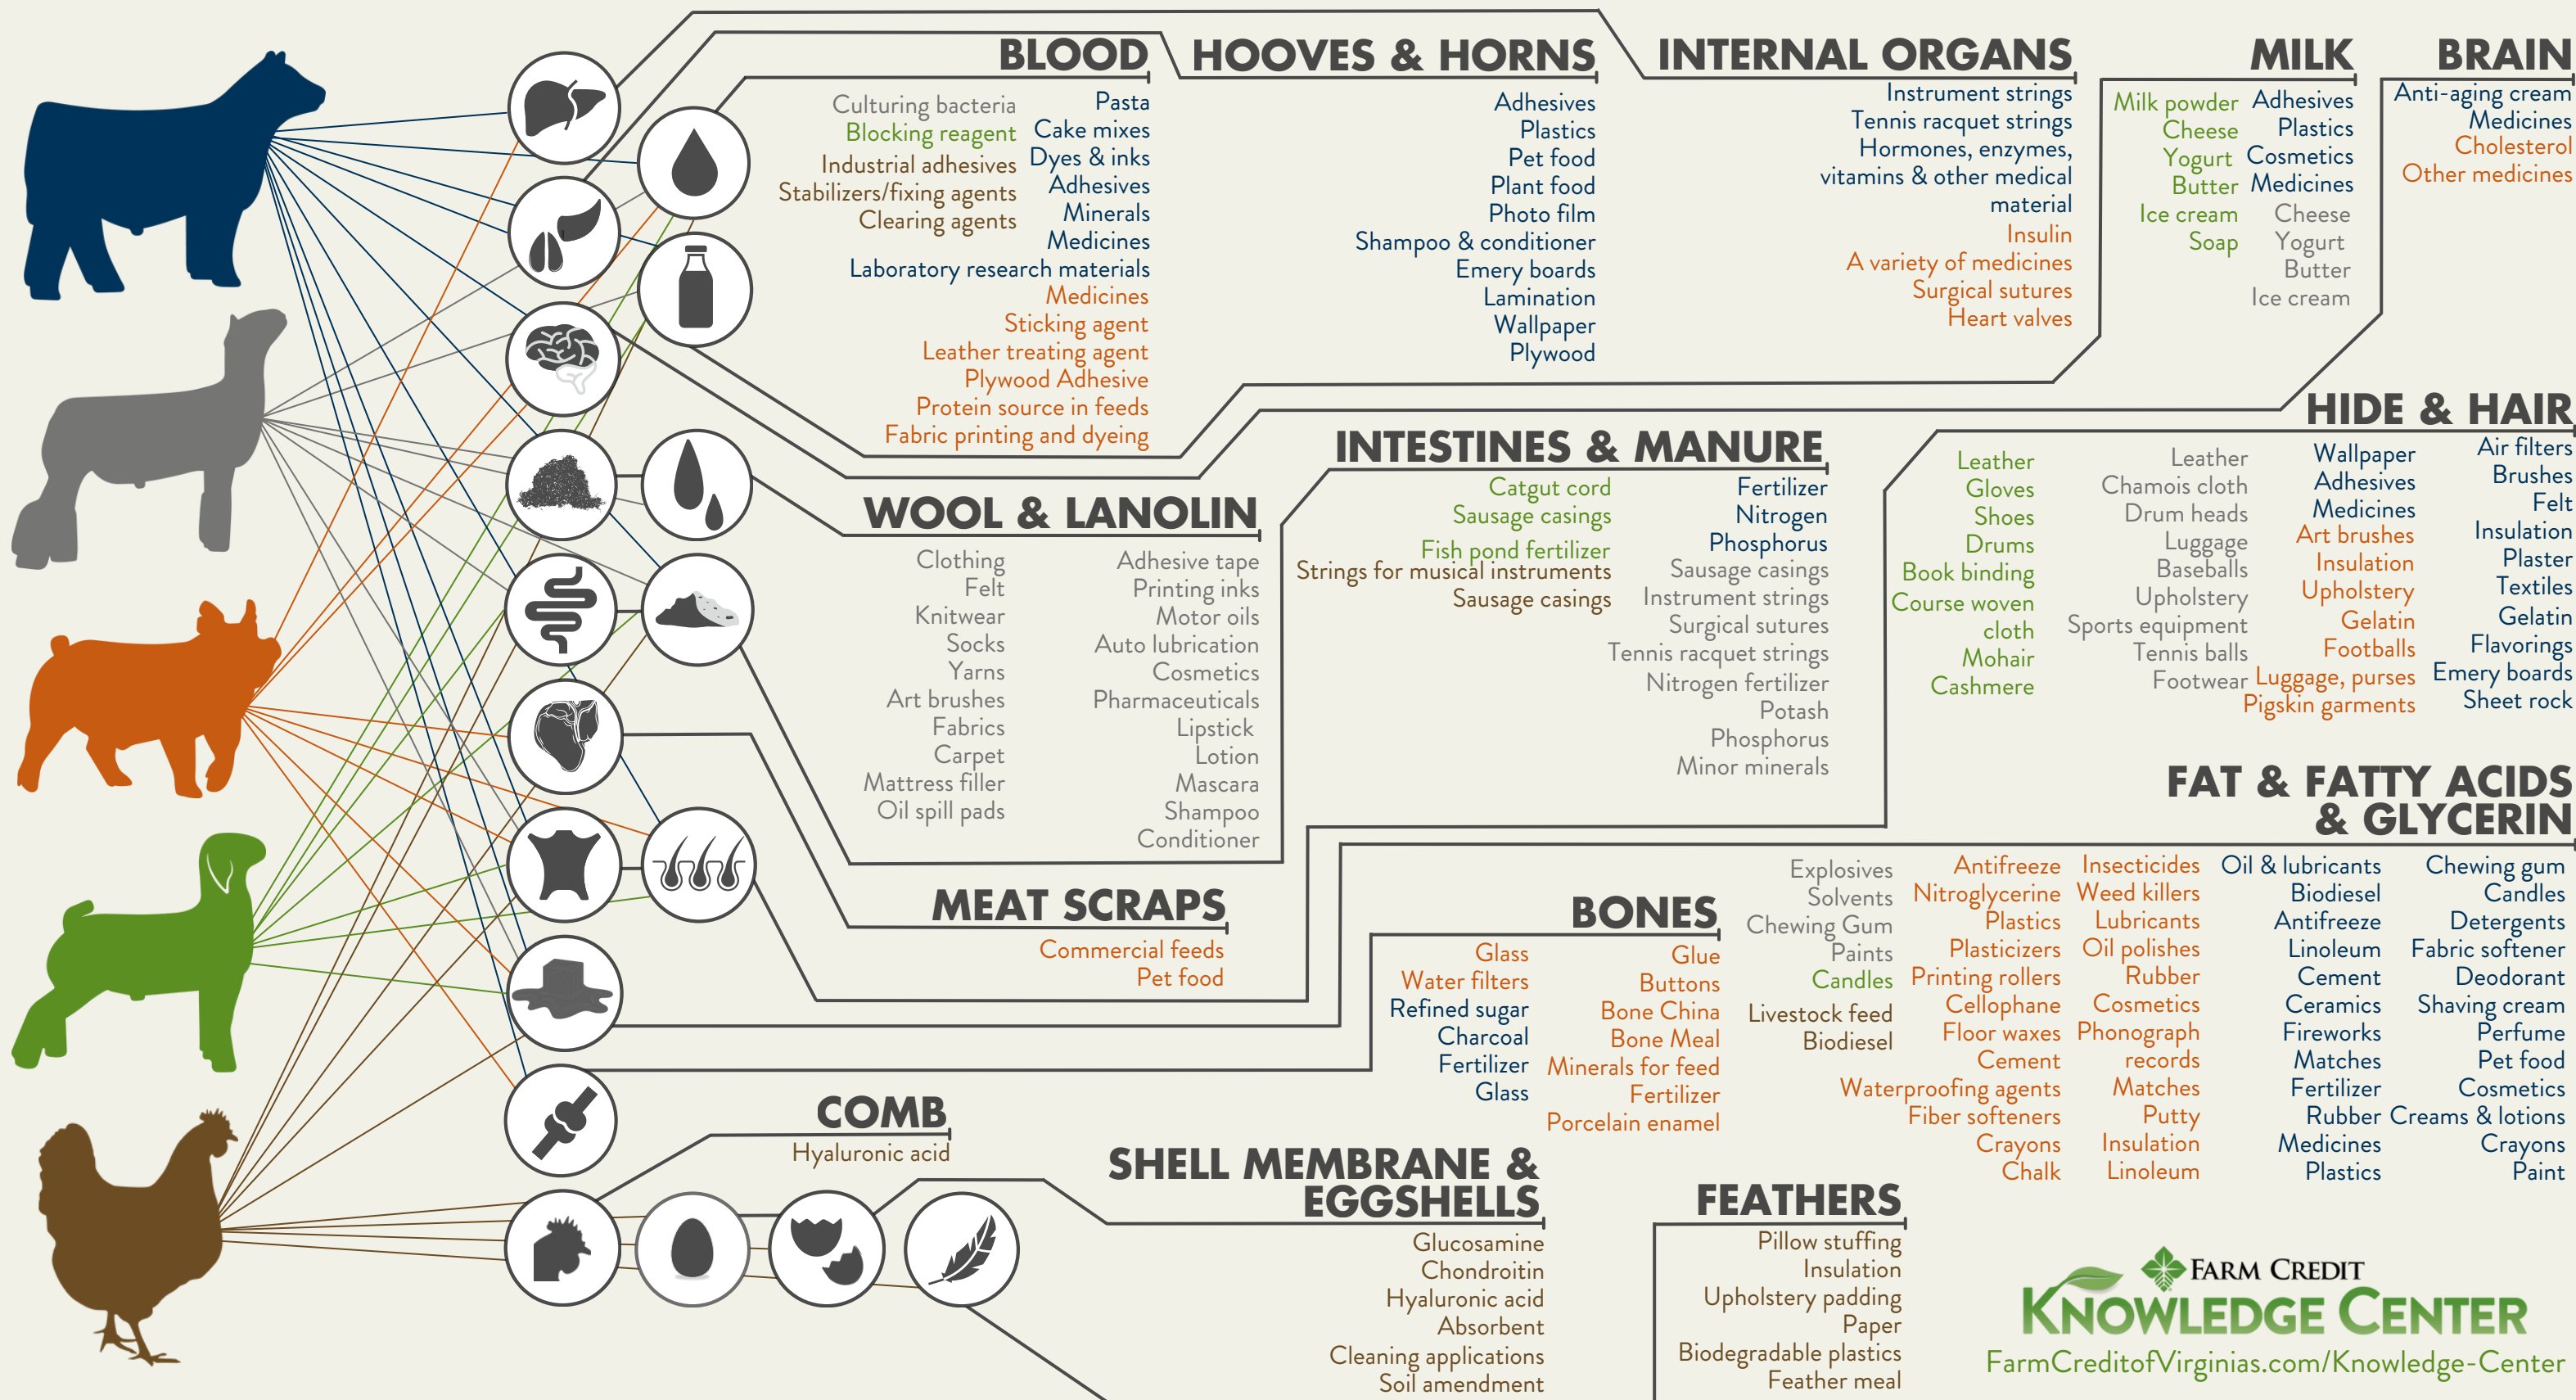 BLOOD
Culturing bacteria
Blocking reagent
Industrial adhesives
Stabilizers/fixing agents
Clearing agents
Pasta
Cake mixes
Dyes & inks
Adhesives
Minerals
Medicines
Laboratory research materials
Medicines
Sticking agent
Leather treating agent
Plywood Adhesive
Protein source in feeds
Fabric printing and dyeing
HOOVES & HORNS
Adhesives
Plastics
Pet food
Plant food
Photo film
Shampoo & conditioner
Emery boards
Lamination
Wallpaper
Plywood
INTERNAL ORGANS
Instrument strings
Tennis racquet strings
Hormones, enzymes,
vitamins & other medical
material
Insulin
A variety of medicines
Surgical sutures
Heart valves
MILK
Milk powder
Cheese
Yogurt
Butter
Ice cream
Soap
Adhesives
Plastics
Cosmetics
Medicines
Cheese
Yogurt
Butter
Ice cream
BRAIN
Anti-aging cream
Medicines
Cholesterol
Other medicines
WOOL & LANOLIN
Clothing
Felt
Knitwear
Socks
Yarns
Art brushes
Fabrics
Carpet
Mattress filler
Oil spill pads
Adhesive tape
Printing inks
Motor oils
Auto lubrication
Cosmetics
Pharmaceuticals
Lipstick
Lotion
Mascara
Shampoo
Conditioner
INTESTINES & MANURE
Catgut cord
Sausage casings
Fish pond fertilizer
Strings for musical instruments
Sausage casings
Fertilizer
Nitrogen
Phosphorus
Sausage casings
Instrument strings
Surgical sutures
Tennis racquet strings
Nitrogen fertilizer
Potash
Phosphorus
Minor minerals
HIDE & HAIR
Leather
Gloves
Shoes
Drums
Book binding
Course woven
cloth
Mohair
Cashmere
Leather
Chamois cloth
Drum heads
Luggage
Baseballs
Upholstery
Sports equipment
Tennis balls
Footwear
Wallpaper
Adhesives
Medicines
Art brushes
Insulation
Upholstery
Gelatin
Footballs
Luggage, purses
Pigskin garments
Air filters
Brushes
Felt
Insulation
Plaster
Textiles
Gelatin
Flavorings
Emery boards
Sheet rock
MEAT SCRAPS
Commercial feeds
Pet food
BONES
Glass
Water filters
Refined sugar
Charcoal
Fertilizer
Glass
Glue
Buttons
Bone China
Bone Meal
Minerals for feed
Fertilizer
Porcelain enamel
FAT & FATTY ACIDS
& GLYCERIN
Explosives
Solvents
Chewing Gum
Paints
Candles
Livestock feed
Biodiesel
Antifreeze
Nitroglycerine
Plastics
Plasticizers
Printing rollers
Cellophane
Floor waxes
Cement
Waterproofing agents
Fiber softeners
Crayons
Chalk
Insecticides
Weed killers
Lubricants
Oil polishes
Rubber
Cosmetics
Phonograph
records
Matches
Putty
Insulation
Linoleum
Oil & lubricants
Biodiesel
Antifreeze
Linoleum
Cement
Ceramics
Fireworks
Matches
Fertilizer
Rubber
Medicines
Plastics
Chewing gum
Candles
Detergents
Fabric softener
Deodorant
Shaving cream
Perfume
Pet food
Cosmetics
Creams & lotions
Crayons
Paint
COMB
Hyaluronic acid
SHELL MEMBRANE &
EGGSHELLS
Glucosamine
Chondroitin
Hyaluronic acid
Absorbent
Cleaning applications
Soil amendment
FEATHERS
Pillow stuffing
Insulation
Upholstery padding
Paper
Biodegradable plastics
Feather meal
FARM CREDIT
KNOWLEDGE CENTER
FarmCreditofVirginias.com/Knowledge-Center